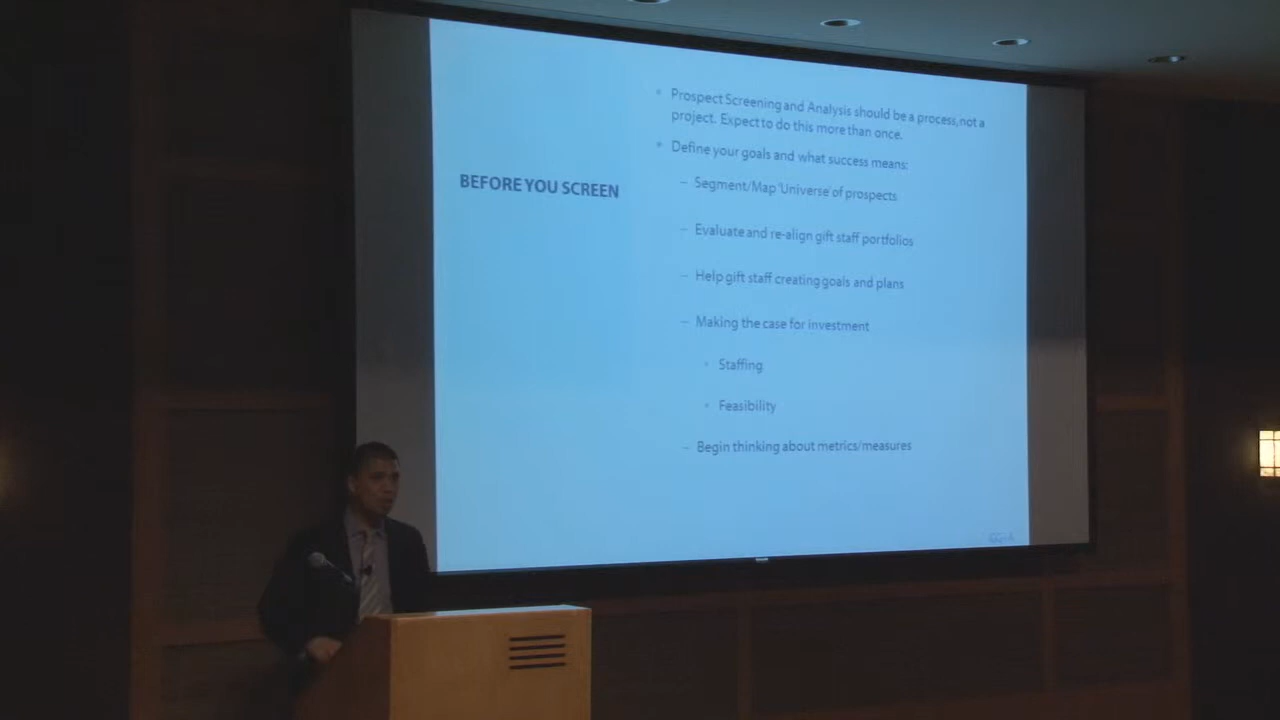 BEFORE YOU SCREEN
• Prospect Screening and Analysis should be a process, not a
project. Expect to do this more than once.
• Define your goals and what success means:
– Segment/Map 'Universe' of prospects
– Evaluate and re-align gift staff portfolios
– Help gift staff creating goals and plans
– Making the case for investment
• Staffing
• Feasibility
– Begin thinking about metrics/measures